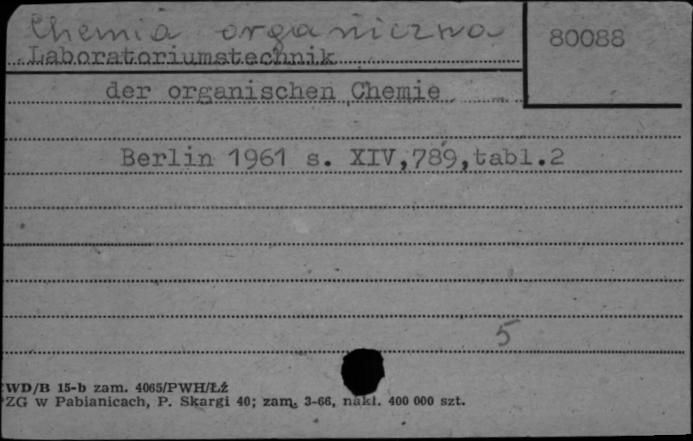 Chemia organiczna
80088
Laboratoriumstechnik
der organischen Chemie
Berlin 1961 s. XIV,789,tabl.2
5
WD/B 15-b zam. 4065/PWH/Łź
ZG w Pabianicach, P. Skargi 40; zam. 3-66, nakł. 400 000 szt.